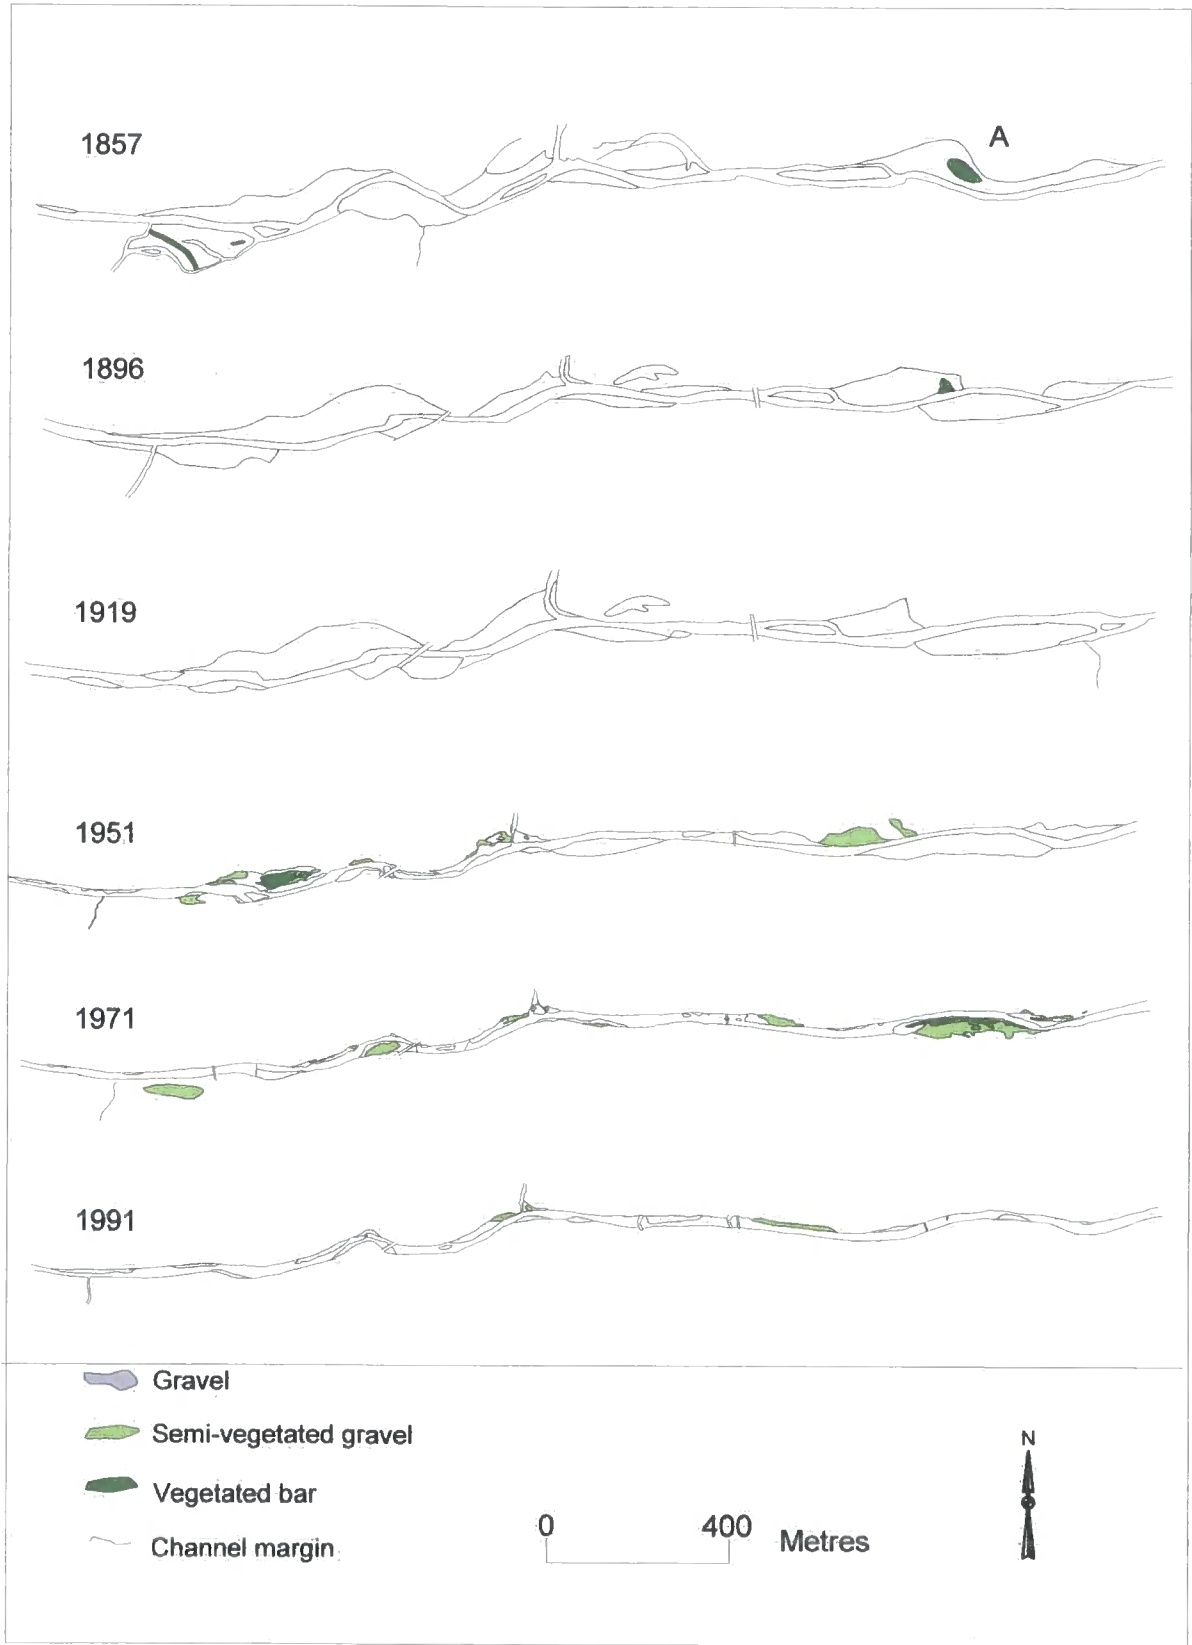 1857
A
1896
1919
1951
1971
1991
Gravel
Semi-vegetated gravel
Vegetated bar
Channel margin
N
0 400 Metres